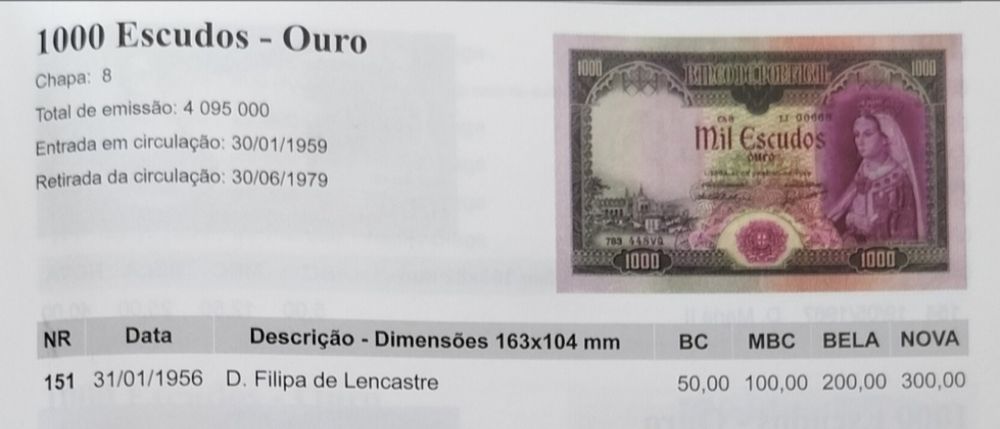 1000 Escudos - Ouro
Chapa: 8
Total de emissão: 4 095 000
Entrada em circulação: 30/01/1959
Retirada da circulação: 30/06/1979
1000 BANCO DE PORTUGAL 1000
Mil Escudos
ouro
1000 1000
NR Data Descrição - Dimensões 163x104 mm BC MBC BELA NOVA
151 31/01/1956 D. Filipa de Lencastre 50,00 100,00 200,00 300,00